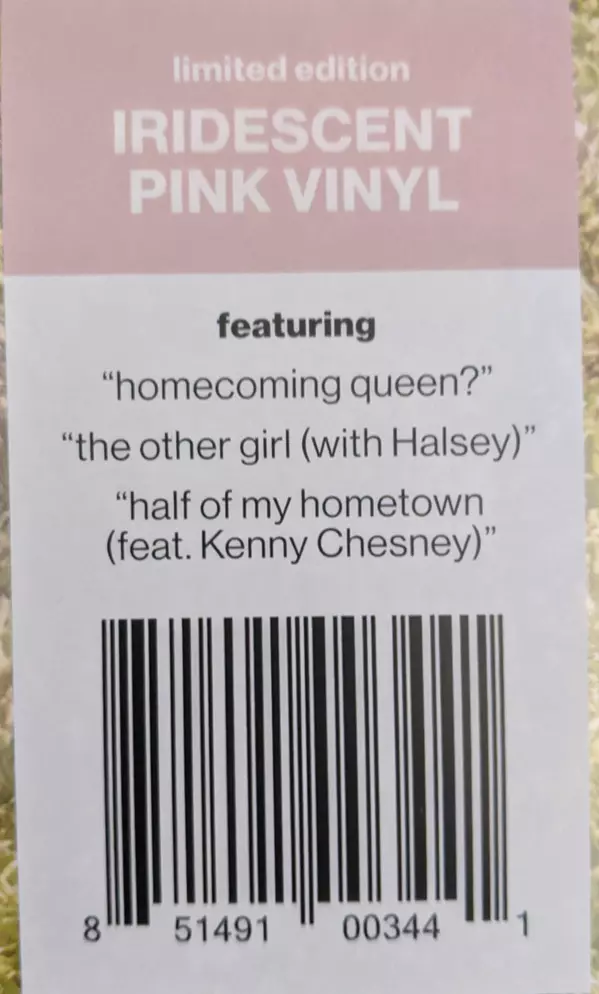 limited edition
IRIDESCENT
PINK VINYL
featuring
“homecoming queen?”
“the other girl (with Halsey)”
“half of my hometown
(feat. Kenny Chesney)”
8 51491 00344 1